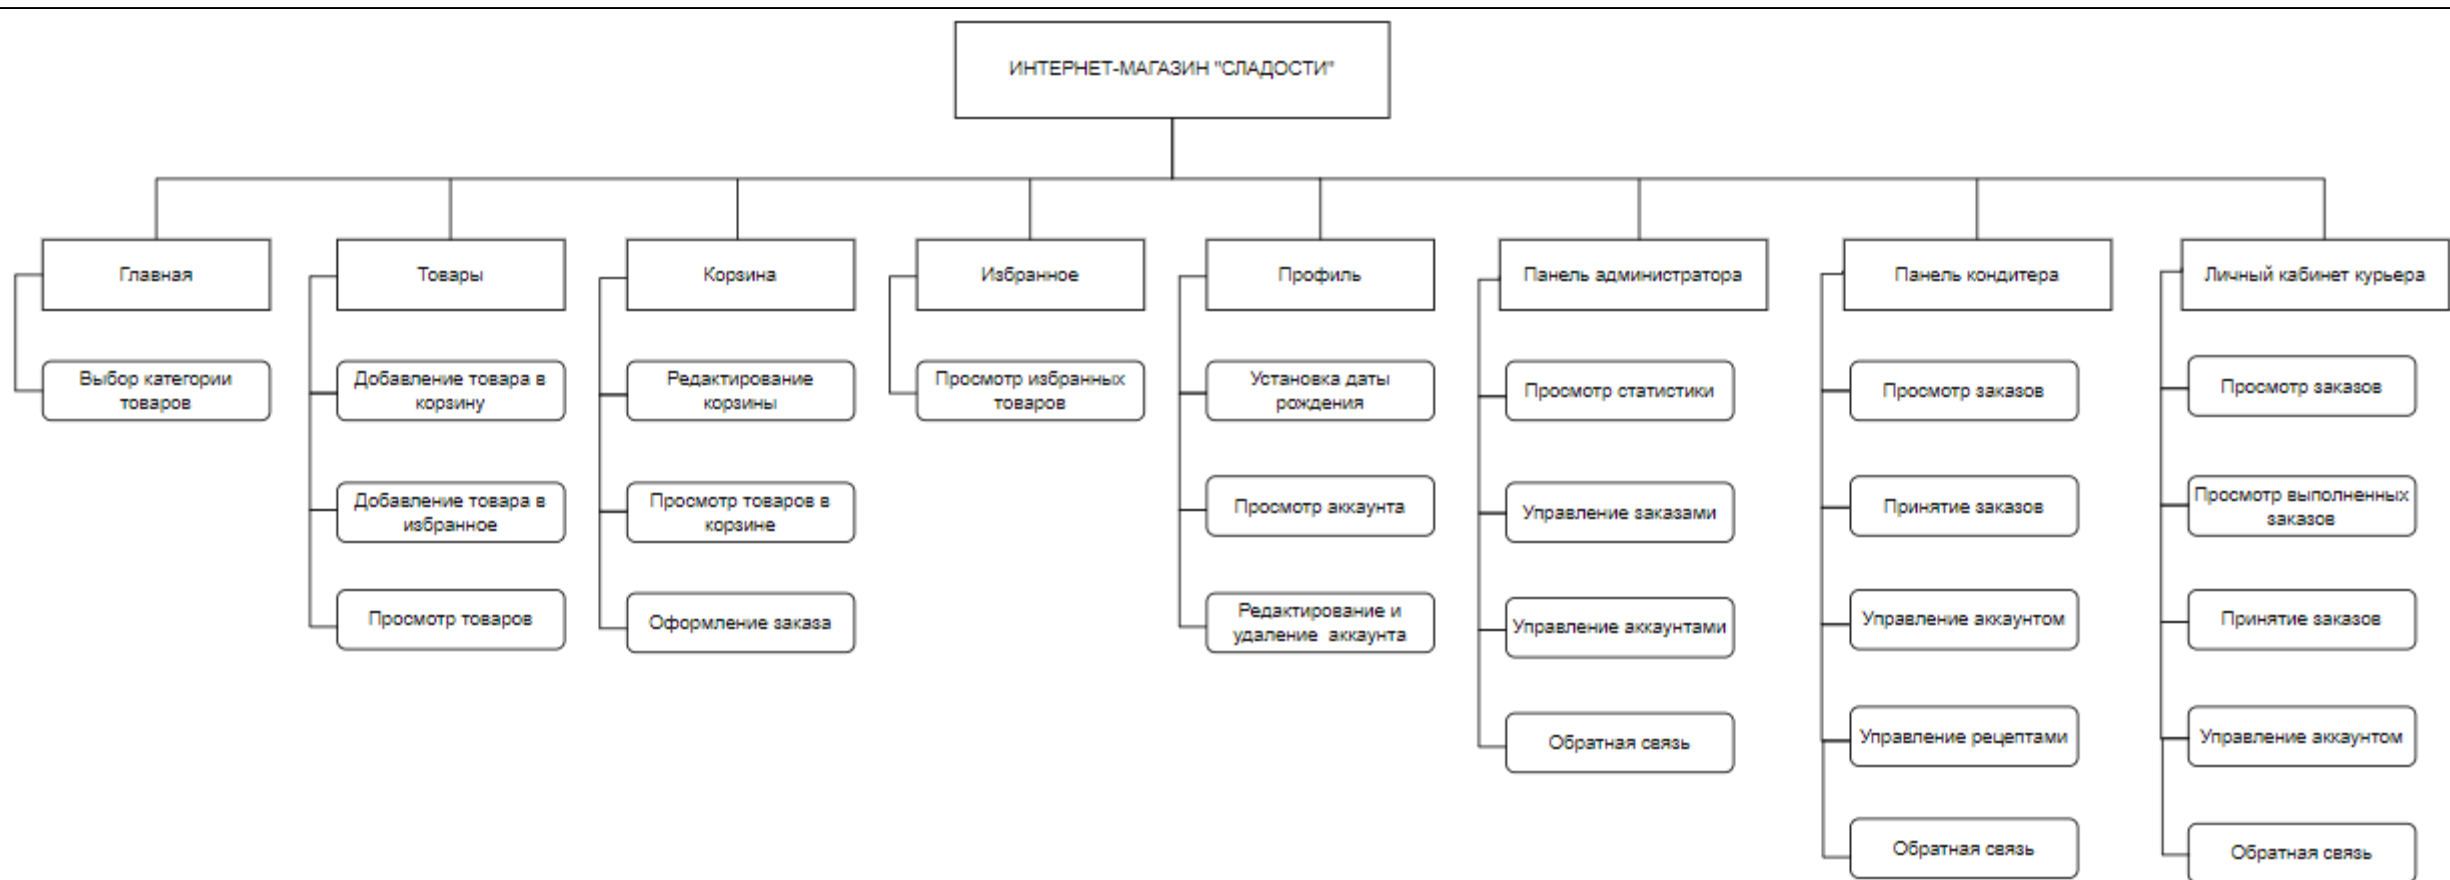 ИНТЕРНЕТ-МАГАЗИН "СЛАДОСТИ"
Главная
Выбор категории
товаров
Товары
Добавление товара в
корзину
Добавление товара в
избранное
Просмотр товаров
Корзина
Редактирование
корзины
Просмотр товаров в
корзине
Оформление заказа
Избранное
Просмотр избранных
товаров
Профиль
Установка даты
рождения
Просмотр аккаунта
Редактирование и
удаление аккаунта
Панель администратора
Просмотр статистики
Управление заказами
Управление аккаунтами
Обратная связь
Панель кондитера
Просмотр заказов
Принятие заказов
Управление аккаунтом
Управление рецептами
Обратная связь
Личный кабинет курьера
Просмотр заказов
Просмотр выполненных
заказов
Принятие заказов
Управление аккаунтом
Обратная связь